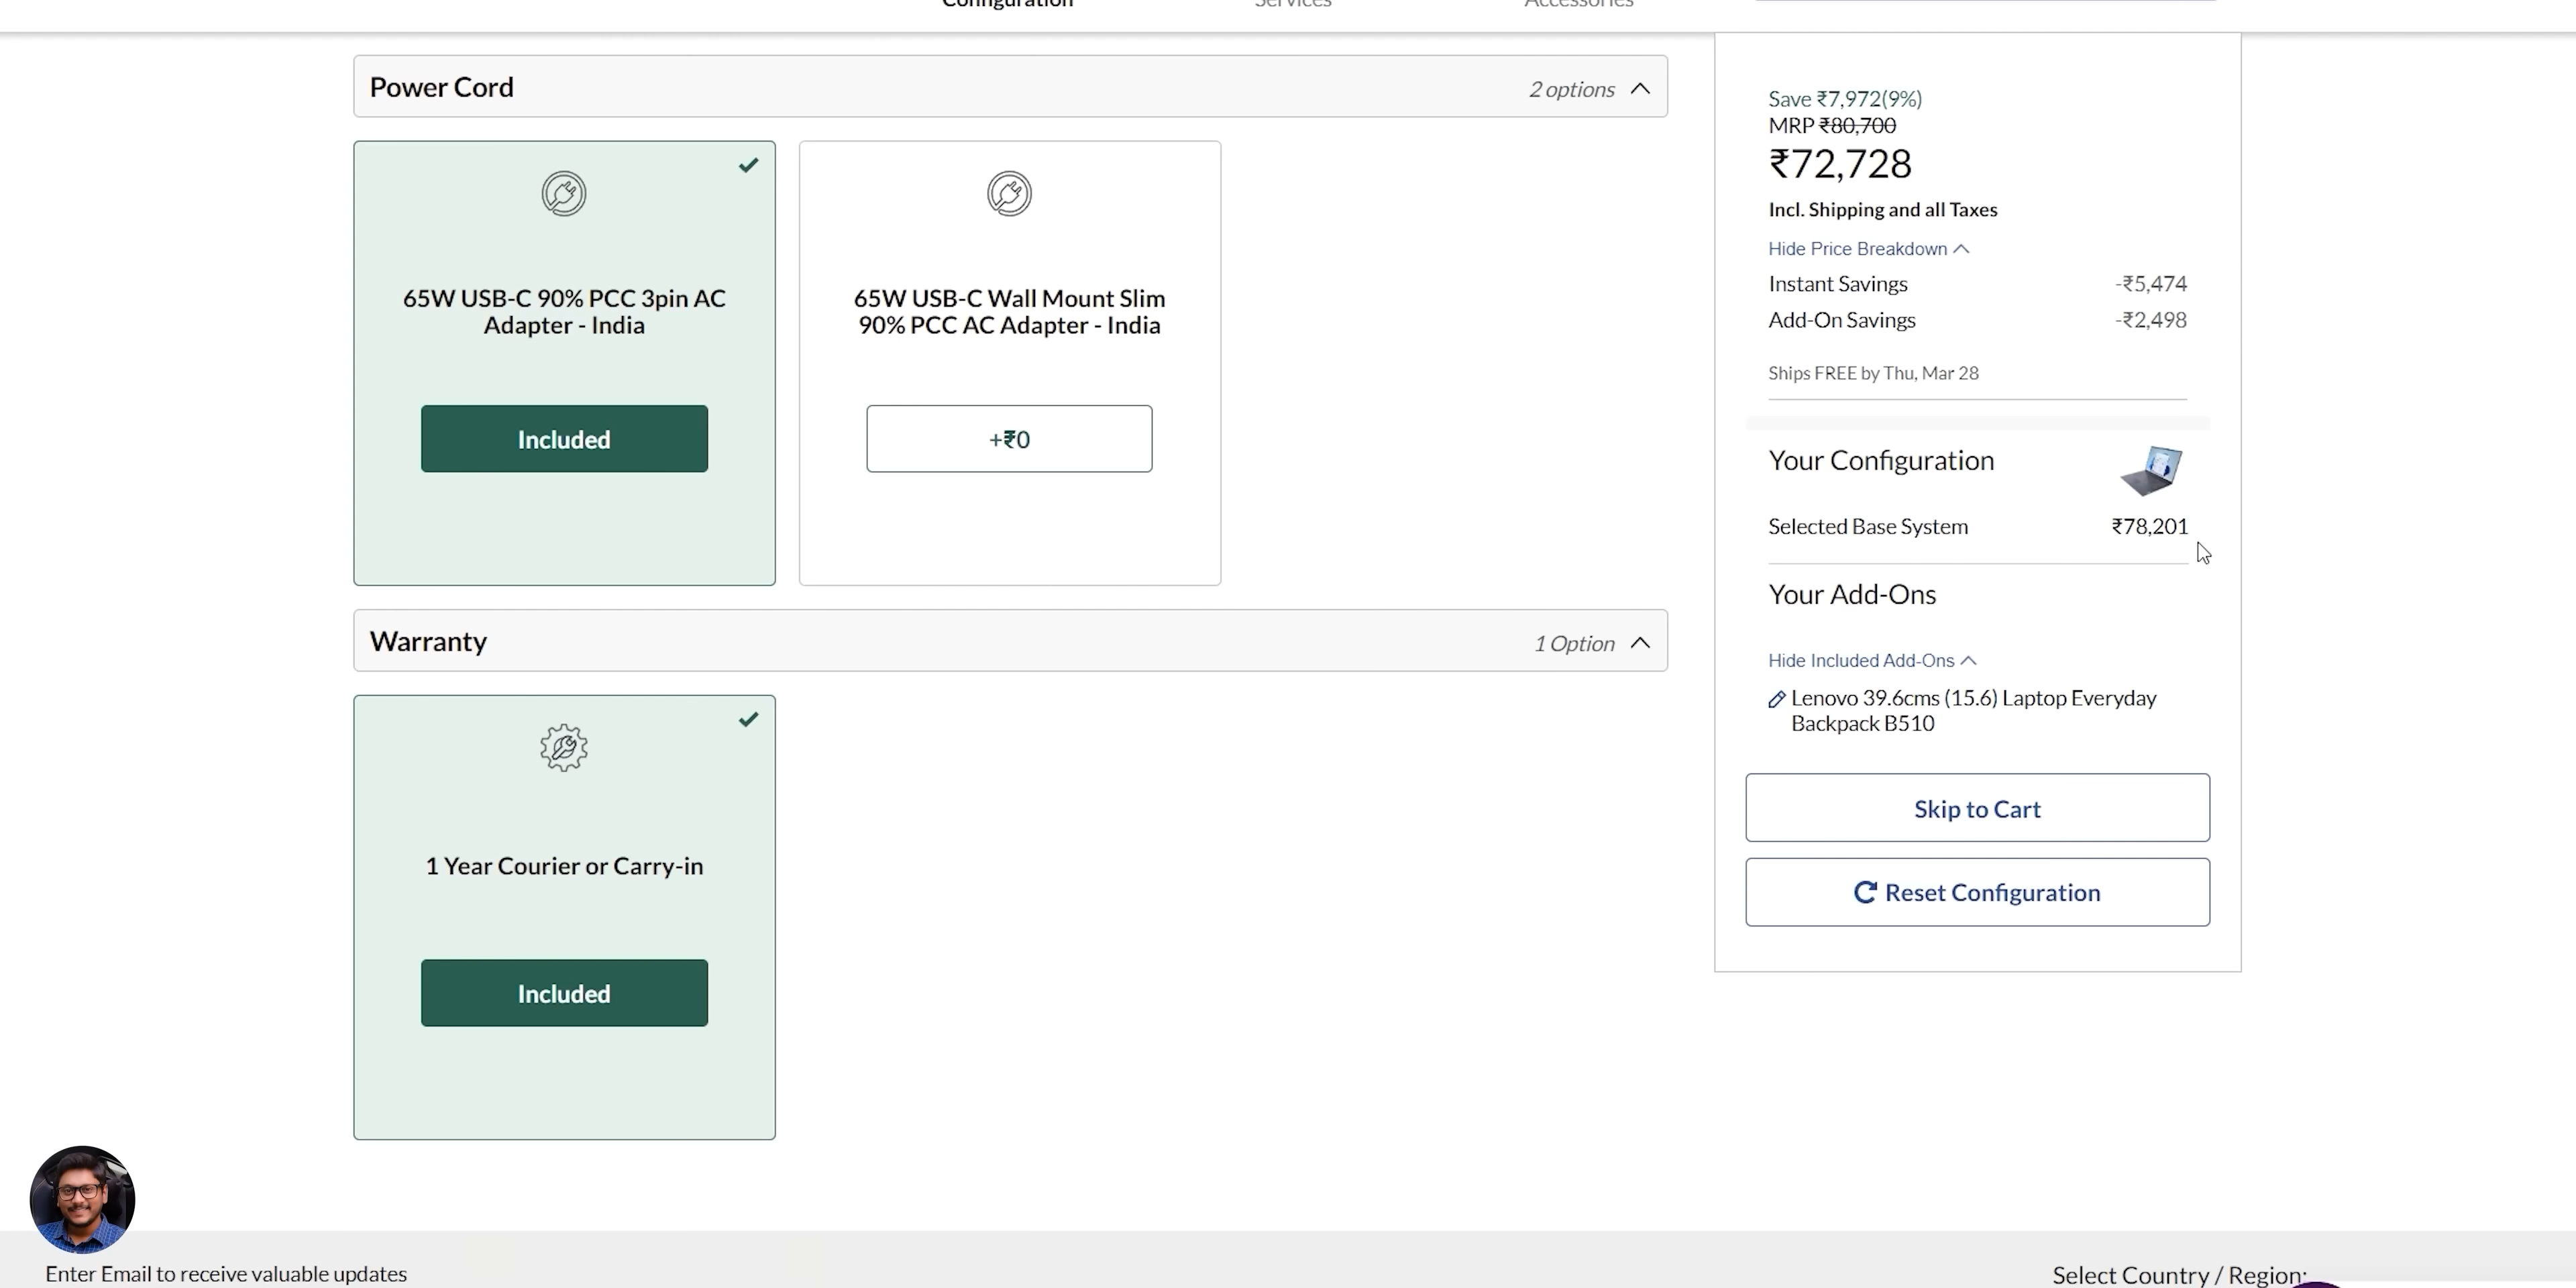 Configuration
Services
Accessories
Power Cord
2 options
65W USB-C 90% PCC 3pin AC
Adapter - India
Included
65W USB-C Wall Mount Slim
90% PCC AC Adapter - India
+₹0
Warranty
1 Option
1 Year Courier or Carry-in
Included
Save ₹7,972(9%)
MRP ₹80,700
₹72,728
Incl. Shipping and all Taxes
Hide Price Breakdown
Instant Savings -₹5,474
Add-On Savings -₹2,498
Ships FREE by Thu, Mar 28
Your Configuration
Selected Base System ₹78,201
Your Add-Ons
Hide Included Add-Ons
Lenovo 39.6cms (15.6) Laptop Everyday
Backpack B510
Skip to Cart
Reset Configuration
Enter Email to receive valuable updates
Select Country / Region: